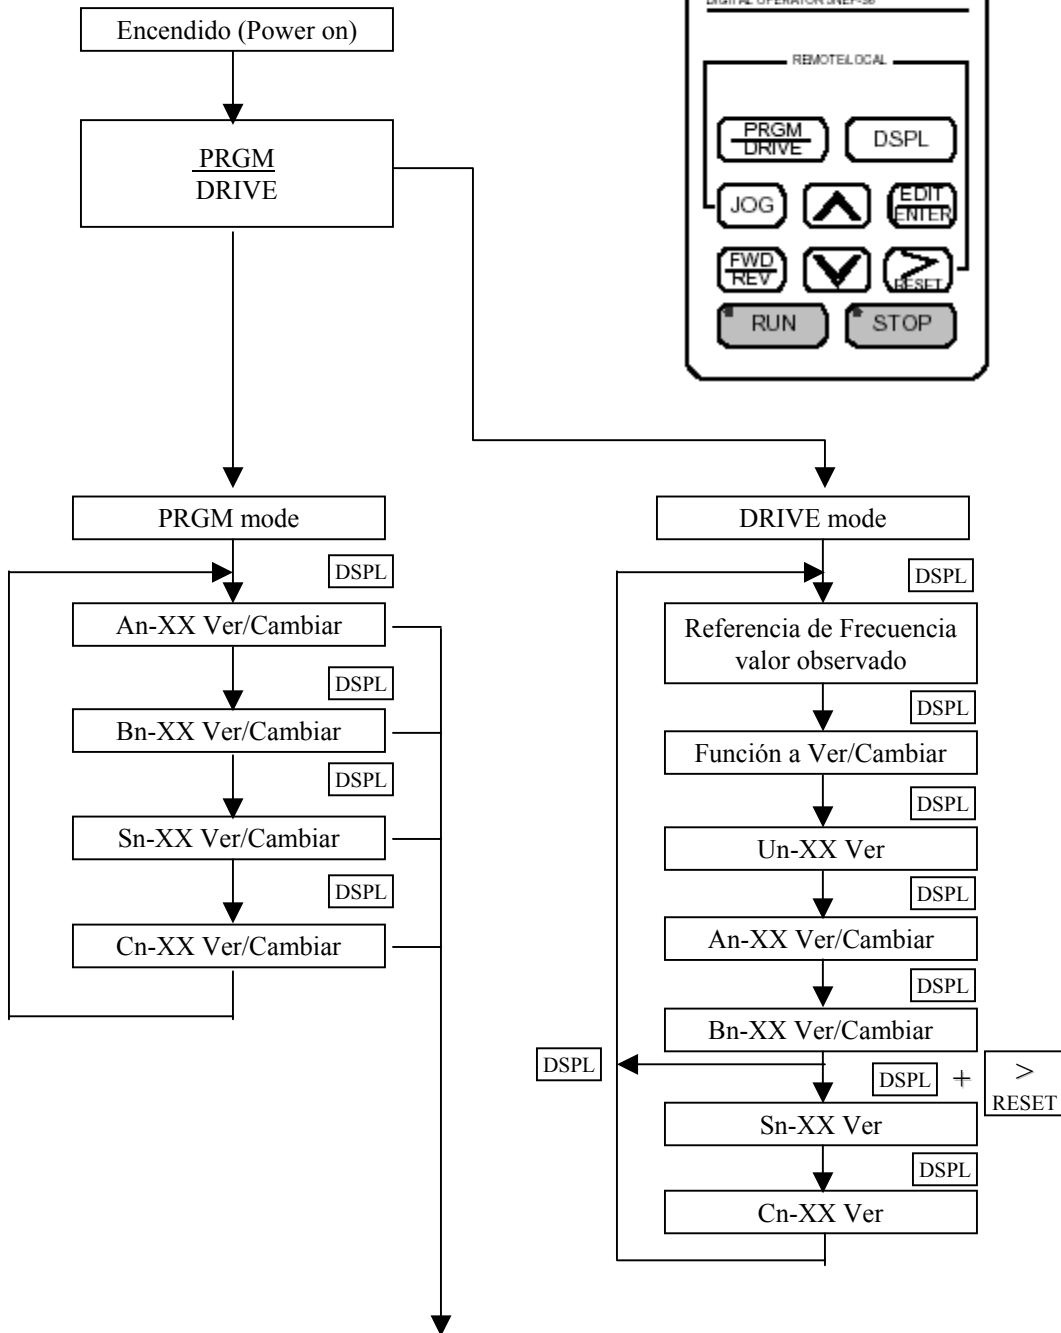 DIGITAL OPERATOR JNEP-36
Encendido (Power on)
REMOTE/LOCAL
PRGM
DRIVE
DSPL
PRGM
DRIVE
JOG
EDIT
ENTER
FWD
REV
>
RESET
RUN
STOP
PRGM mode
DSPL
An-XX Ver/Cambiar
DSPL
Bn-XX Ver/Cambiar
DSPL
Sn-XX Ver/Cambiar
DSPL
Cn-XX Ver/Cambiar
DRIVE mode
DSPL
Referencia de Frecuencia
valor observado
DSPL
Función a Ver/Cambiar
DSPL
Un-XX Ver
DSPL
An-XX Ver/Cambiar
DSPL
Bn-XX Ver/Cambiar
DSPL
DSPL + >
RESET
Sn-XX Ver
DSPL
Cn-XX Ver